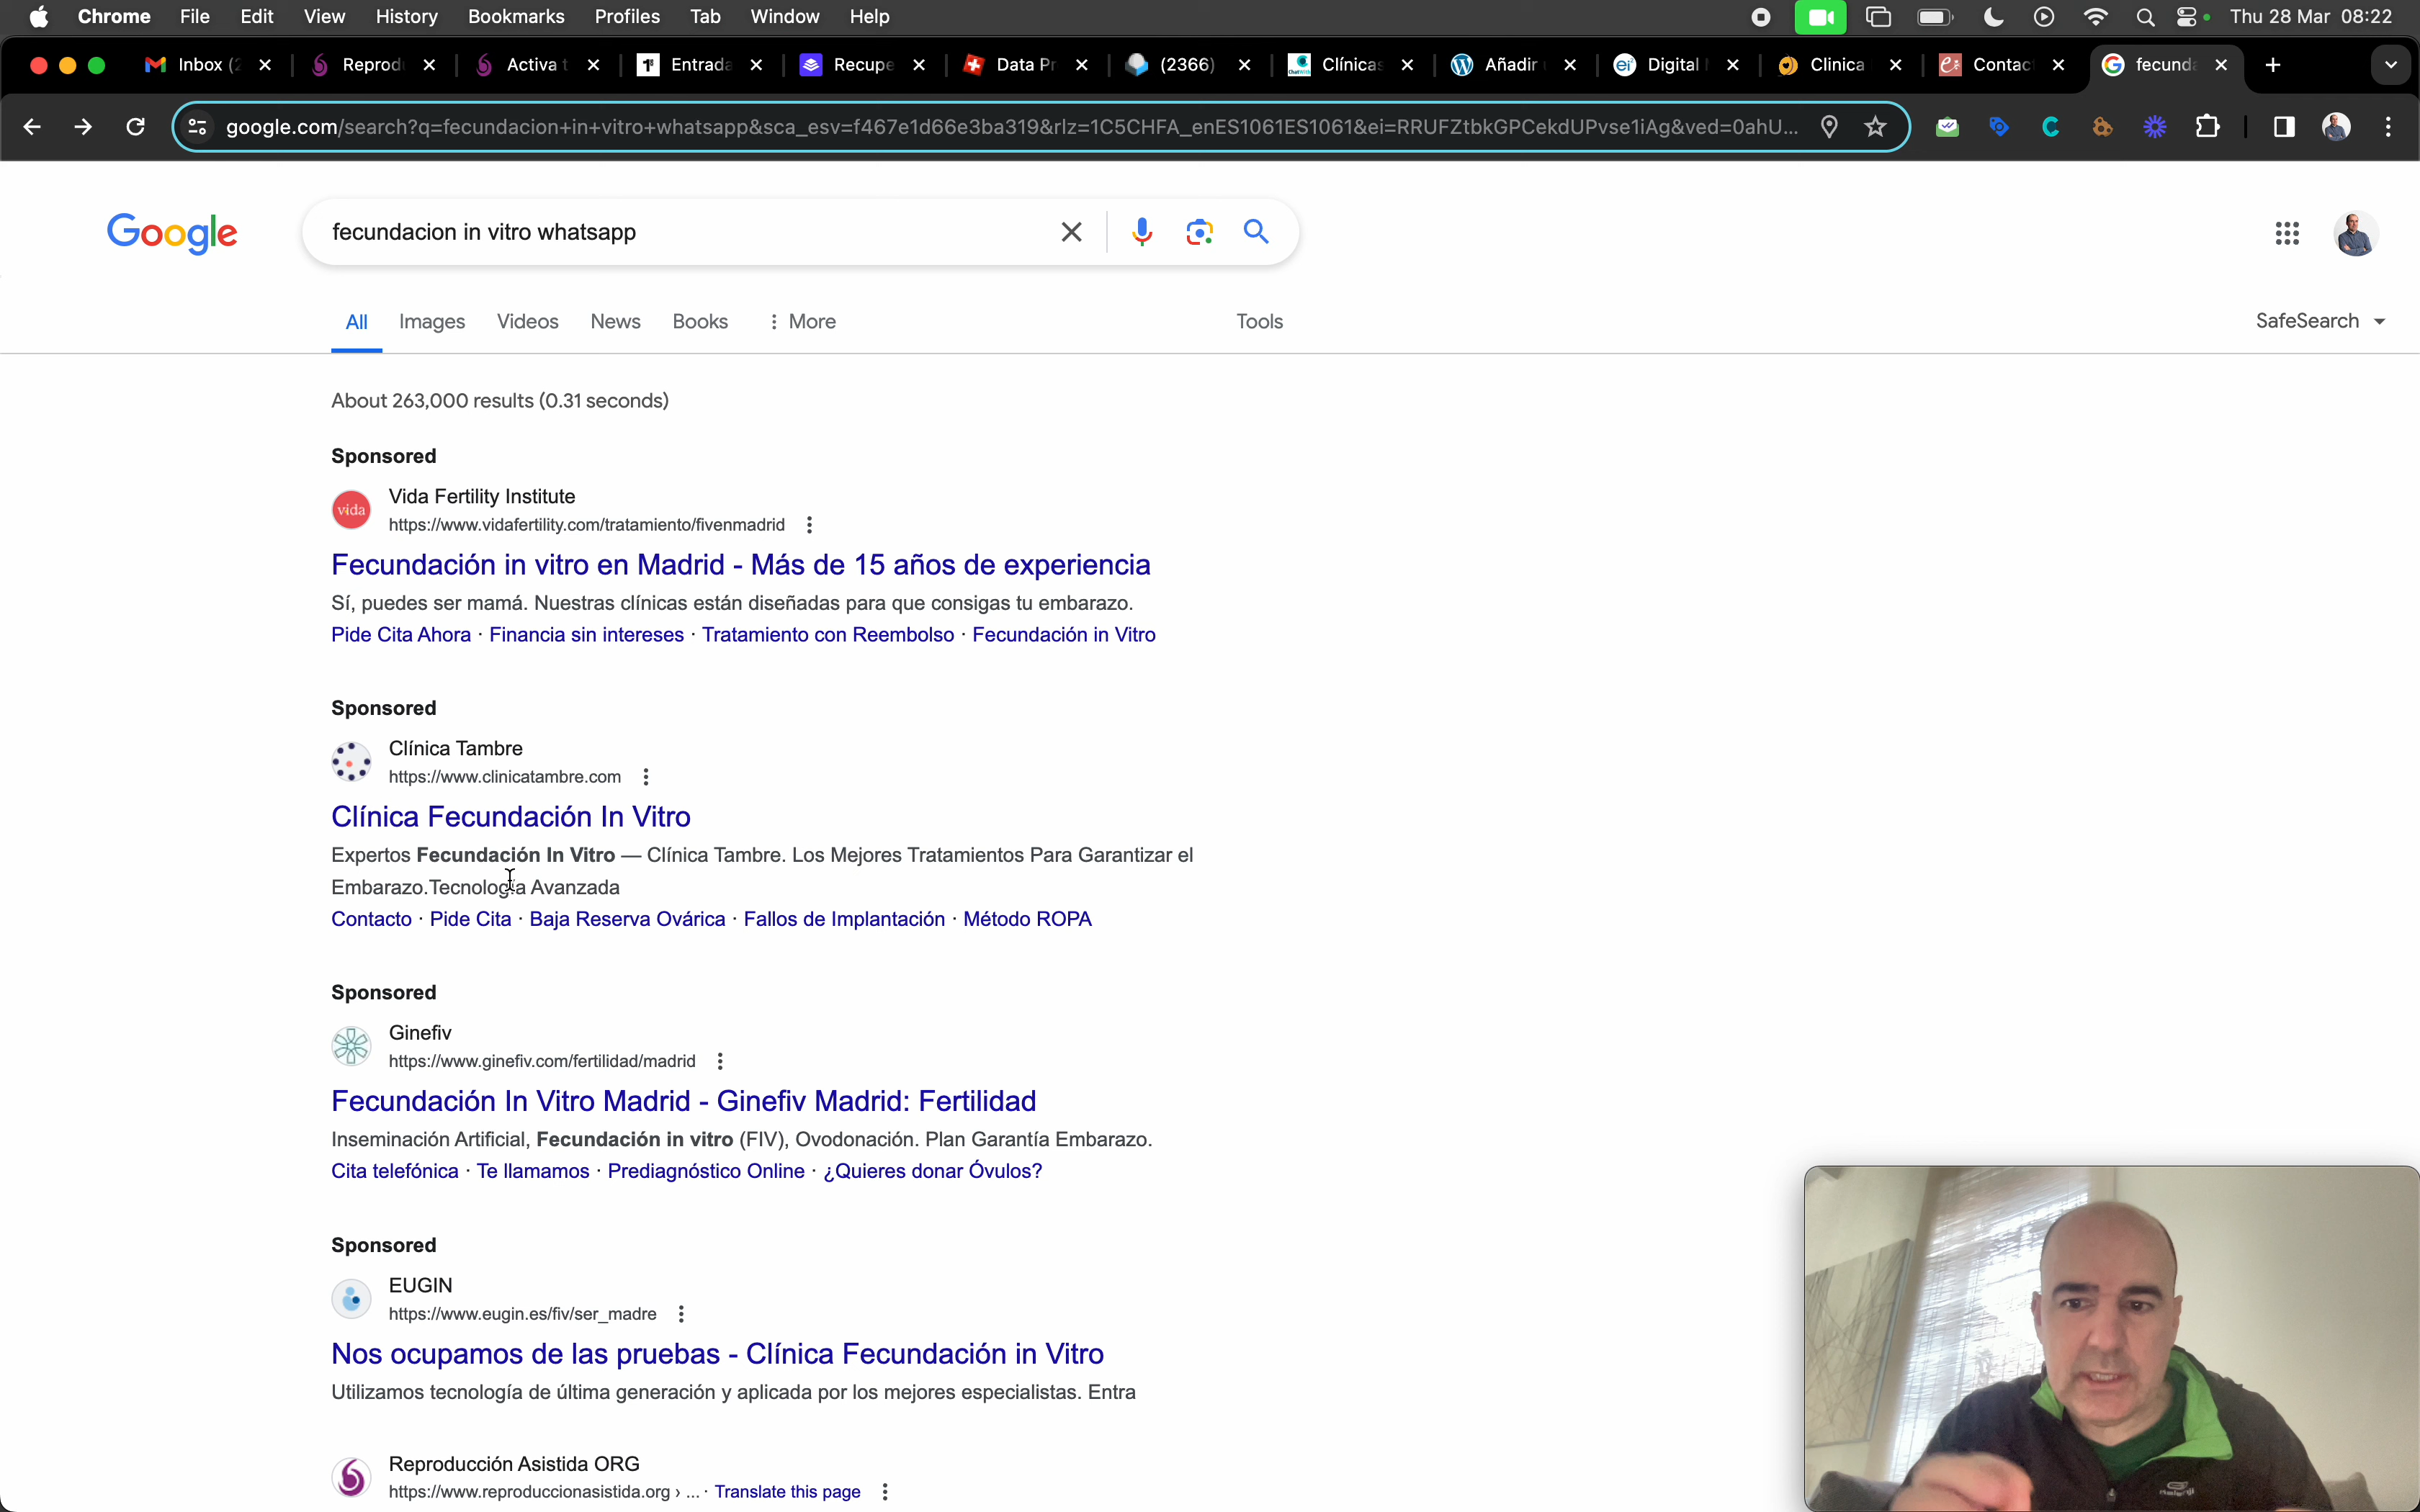 Chrome File Edit View History Bookmarks Profiles Tab Window Help Thu 28 Mar 08:22
Inbox (2 Reprod Activa t Entrada Recupe Data Pr (2366) Clínicas Añadir Digital Clinica Contac fecunda
google.com/search?q=fecundacion+in+vitro+whatsapp&sca_esv=f467e1d66e3ba319&rlz=1C5CHFA_enES1061ES1061&ei=RRUFZtbkGPCekdUPvse1iAg&ved=0ahU...
Google fecundacion in vitro whatsapp
All Images Videos News Books More Tools SafeSearch
About 263,000 results (0.31 seconds)
Sponsored
Vida Fertility Institute
vida https://www.vidafertility.com/tratamiento/fivenmadrid
Fecundación in vitro en Madrid - Más de 15 años de experiencia
Sí, puedes ser mamá. Nuestras clínicas están diseñadas para que consigas tu embarazo.
Pide Cita Ahora · Financia sin intereses · Tratamiento con Reembolso · Fecundación in Vitro
Sponsored
Clínica Tambre
https://www.clinicatambre.com
Clínica Fecundación In Vitro
Expertos Fecundación In Vitro — Clínica Tambre. Los Mejores Tratamientos Para Garantizar el
Embarazo.Tecnología Avanzada
Contacto · Pide Cita · Baja Reserva Ovárica · Fallos de Implantación · Método ROPA
Sponsored
Ginefiv
https://www.ginefiv.com/fertilidad/madrid
Fecundación In Vitro Madrid - Ginefiv Madrid: Fertilidad
Inseminación Artificial, Fecundación in vitro (FIV), Ovodonación. Plan Garantía Embarazo.
Cita telefónica · Te llamamos · Prediagnóstico Online · ¿Quieres donar Óvulos?
Sponsored
EUGIN
https://www.eugin.es/fiv/ser_madre
Nos ocupamos de las pruebas - Clínica Fecundación in Vitro
Utilizamos tecnología de última generación y aplicada por los mejores especialistas. Entra
Reproducción Asistida ORG
https://www.reproduccionasistida.org › ... · Translate this page